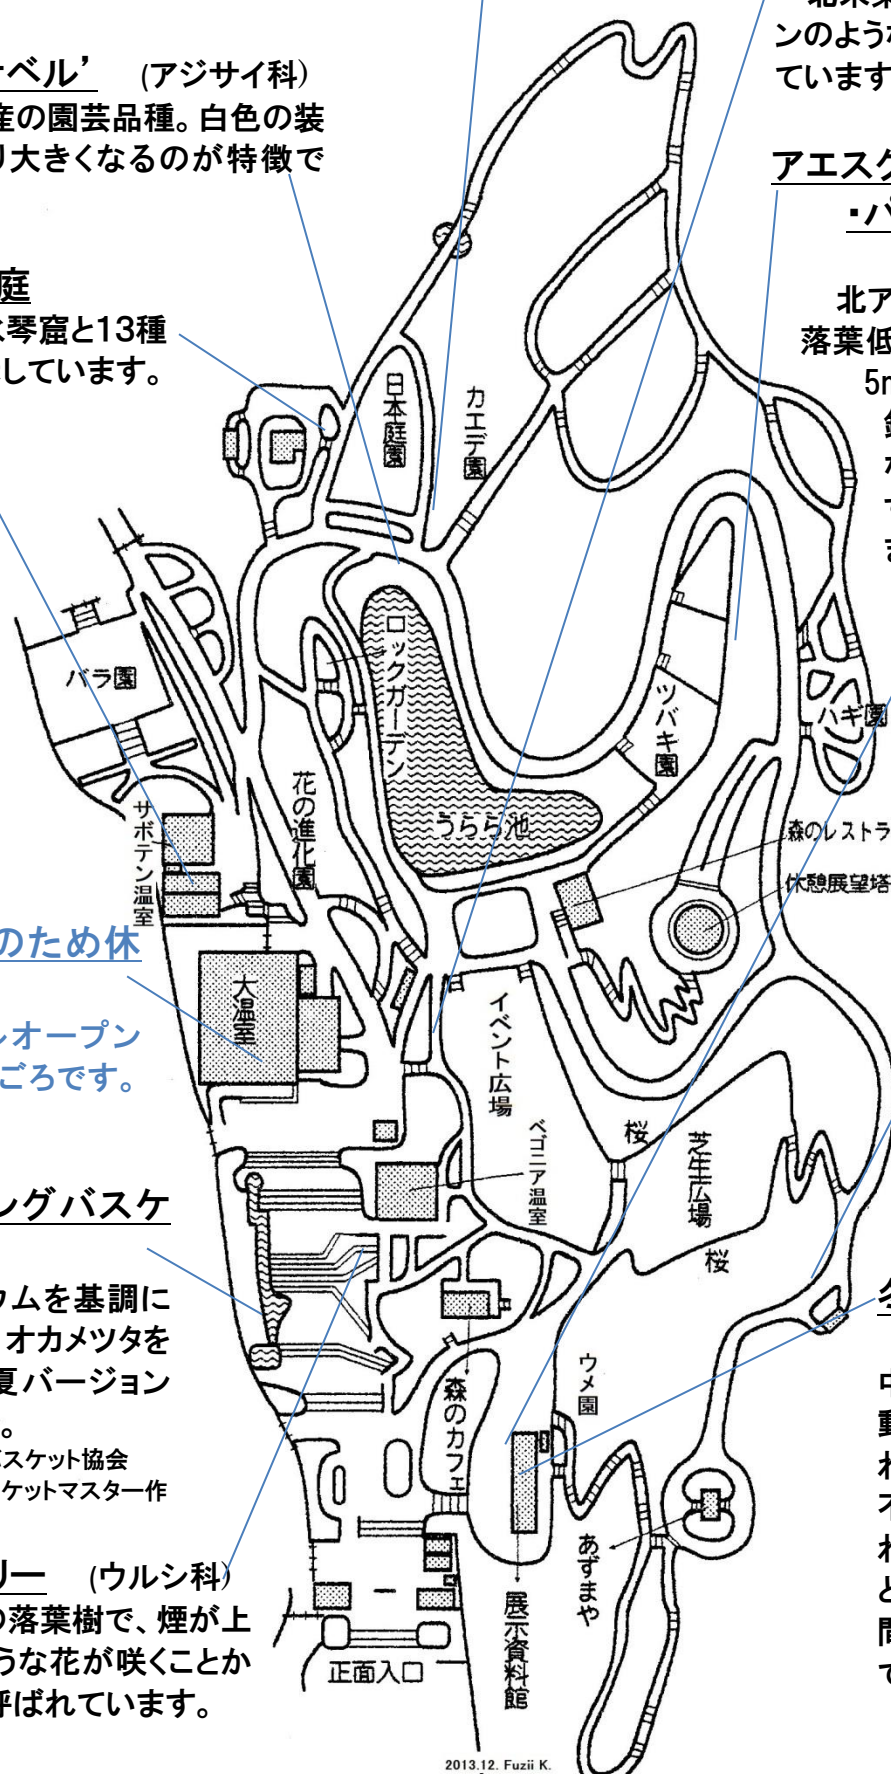 ンのような
ています
ベル’ (アジサイ科)
産の園芸品種。白色の装
り大きくなるのが特徴で
アエスク
・パ
庭
水琴窟と13種
しています。
北ア
落葉低
5m
日本庭園
カエデ園
ロックガーデン
バラ園
ツバキ園
ハギ園
花の進化園
うらら池
サボテン温室
森のレストラ
休憩展望塔
のため休
大温室
レオープン
ごろです。
イベント広場
桜
芝生広場
ベゴニア温室
桜
ングバスケ
ウムを基調に
オカメツタを
夏バージョン
。
バスケット協会
ケットマスター作
森のカフェ
ウメ園
中
動
わ
不
れ
と
間
て
あずまや
展示資料館
リー (ウルシ科)
の落葉樹で、煙が上
うな花が咲くことか
呼ばれています。
正面入口
2013.12. Fuzii K.